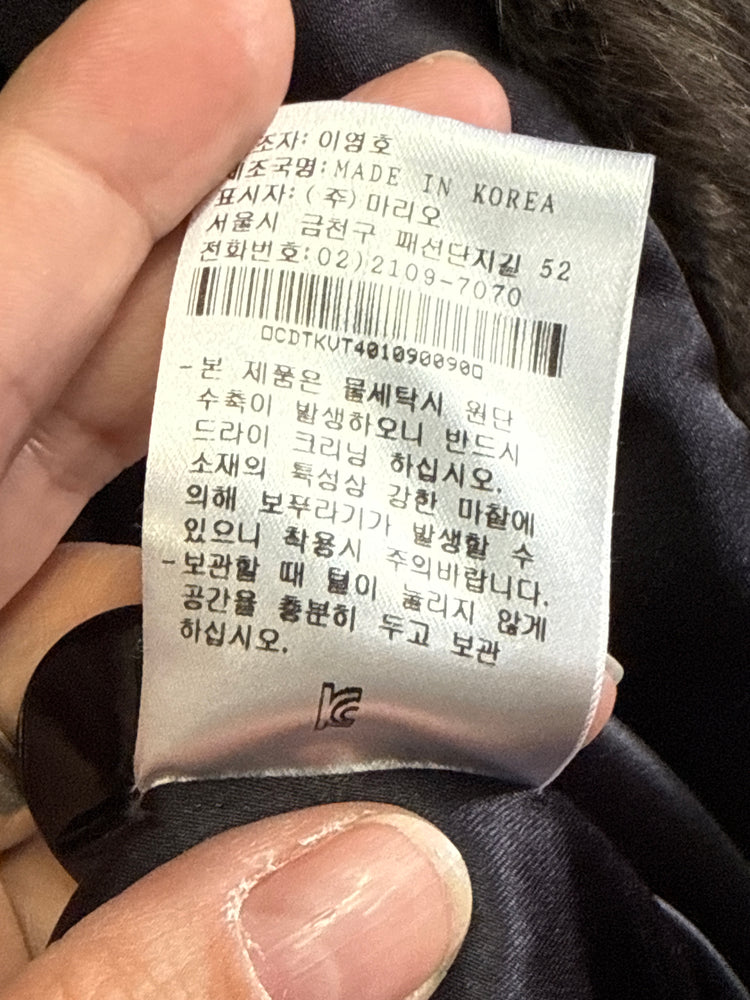 조자: 이영호
제조국명: MADE IN KOREA
표시자: (주)마리오
서울시 금천구 패션단지길 52
전화번호: 02)2109-7070
CDTKVT401090090
-본 제품은 물세탁시 원단
수축이 발생하오니 반드시
드라이 크리닝 하십시오.
소재의 특성상 강한 마찰에
의해 보푸라기가 발생할 수
있으니 착용시 주의바랍니다.
-보관할 때 털이 눌리지 않게
공간을 충분히 두고 보관
하십시오.
KC